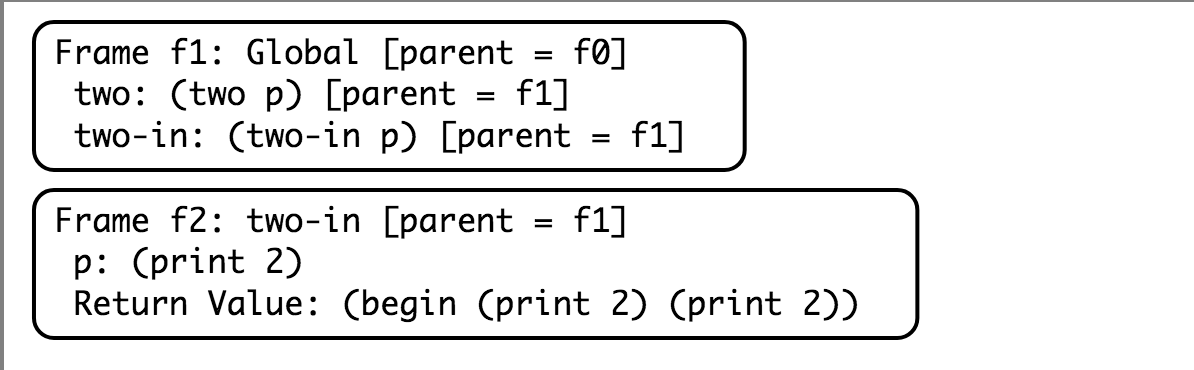 Frame f1: Global [parent = f0]
two: (two p) [parent = f1]
two-in: (two-in p) [parent = f1]
Frame f2: two-in [parent = f1]
p: (print 2)
Return Value: (begin (print 2) (print 2))